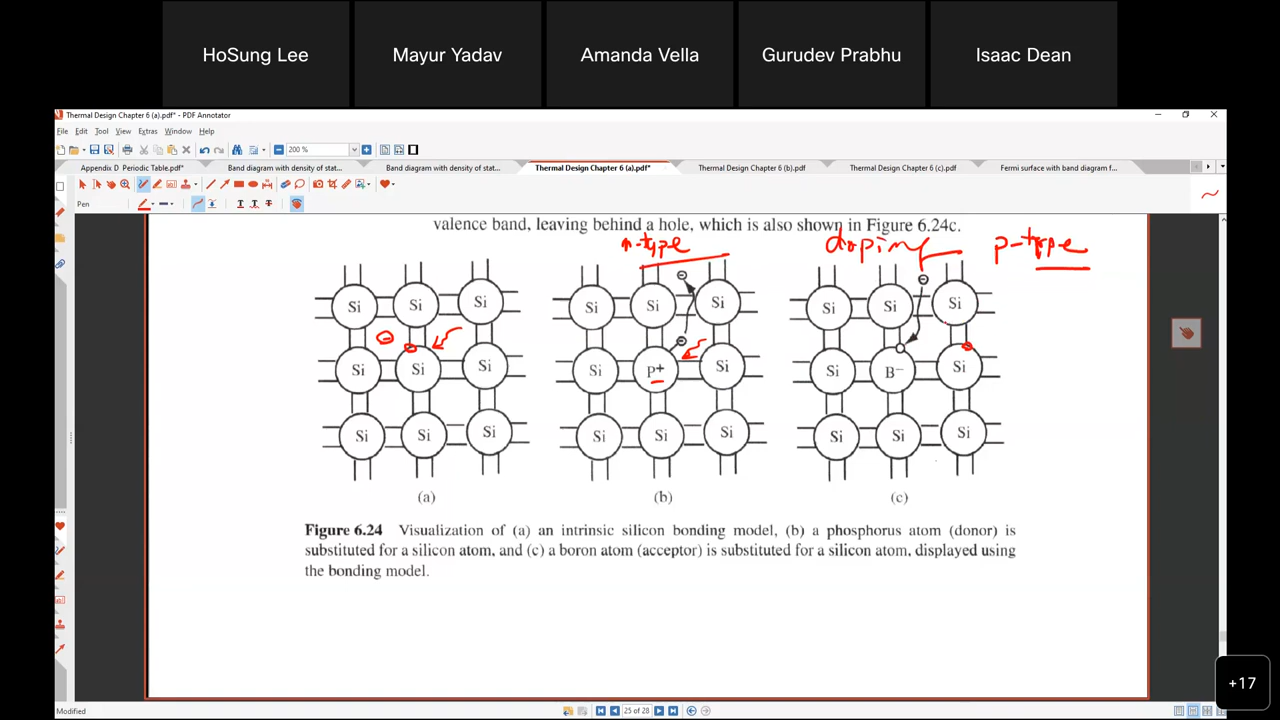 HoSung Lee
Mayur Yadav
Amanda Vella
Gurudev Prabhu
Isaac Dean
Thermal Design Chapter 6 (a).pdf* - PDF Annotator
File Edit Tool View Extras Window Help
200 %
Appendix D Periodic Table.pdf*
Band diagram with density of stat...
Band diagram with density of stat...
Thermal Design Chapter 6 (a).pdf*
Thermal Design Chapter 6 (b).pdf
Thermal Design Chapter 6 (c).pdf
Fermi surface with band diagram f...
Pen
valence band, leaving behind a hole, which is also shown in Figure 6.24c.
n-type
doping
p-type
Si Si Si Si Si Si Si Si Si
Si Si Si Si P+ Si Si B− Si
Si Si Si Si Si Si Si Si Si
(a) (b) (c)
Figure 6.24 Visualization of (a) an intrinsic silicon bonding model, (b) a phosphorus atom (donor) is
substituted for a silicon atom, and (c) a boron atom (acceptor) is substituted for a silicon atom, displayed using
the bonding model.
Modified
25 of 28
+17